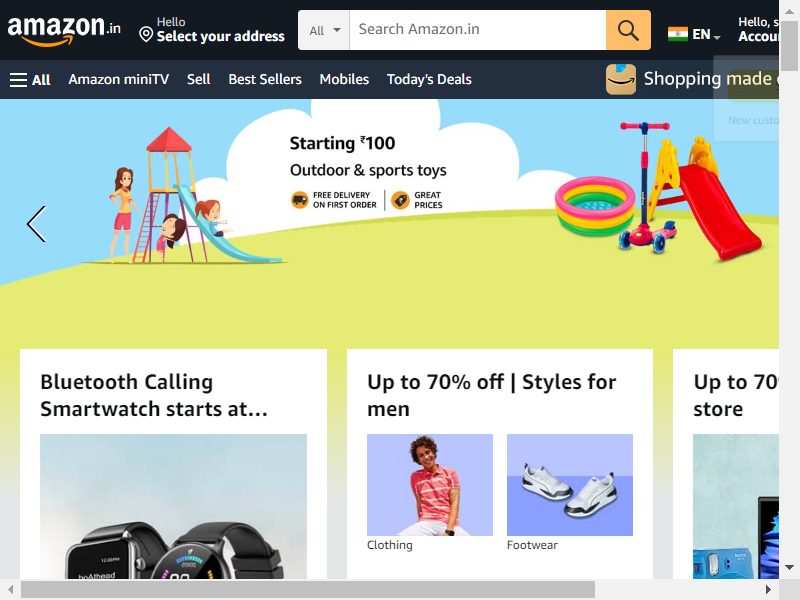 amazon.in
Hello
Select your address
All
Search Amazon.in
EN
Hello, s
Accou
All
Amazon miniTV
Sell
Best Sellers
Mobiles
Today's Deals
Shopping made
New custo
Starting ₹100
Outdoor & sports toys
FREE DELIVERY
ON FIRST ORDER
GREAT
PRICES
Bluetooth Calling
Smartwatch starts at...
12:08PM
boAthead
Up to 70% off | Styles for
men
Clothing
Footwear
Up to 70
store